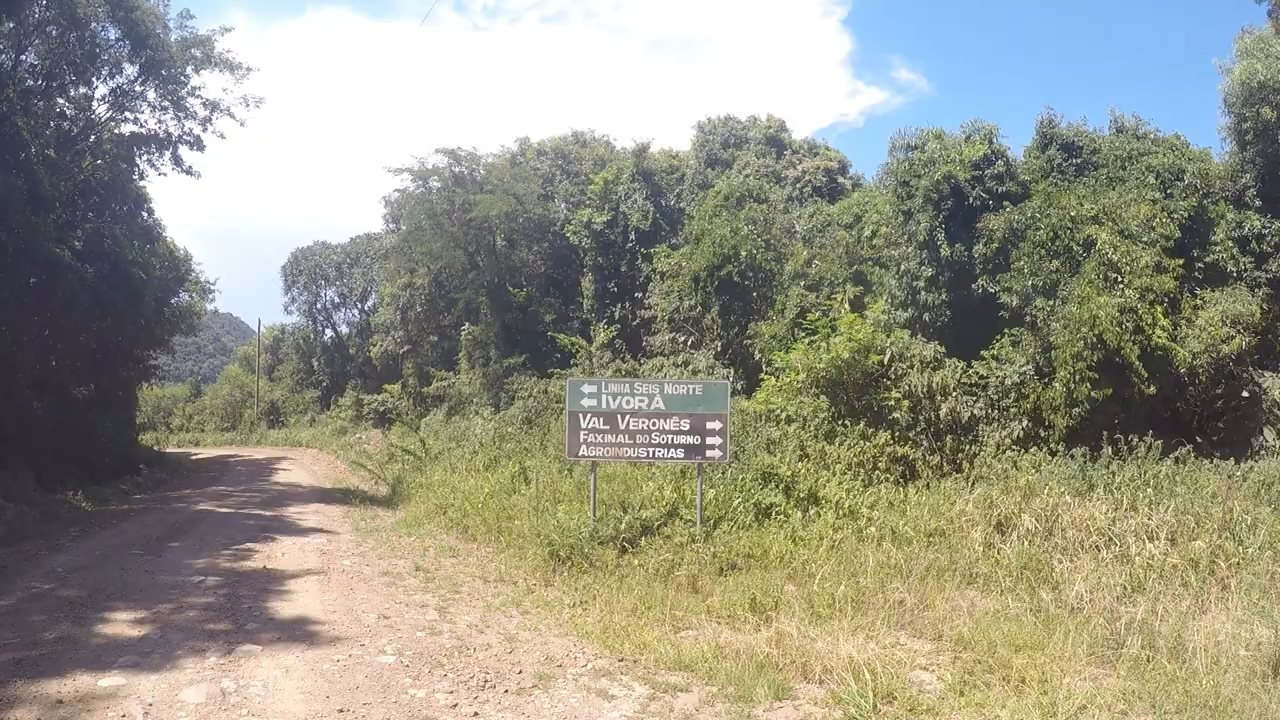 LINHA SEIS NORTE
IVORÁ
VAL VERONÊS
FAXINAL DO SOTURNO
AGROINDUSTRIAS